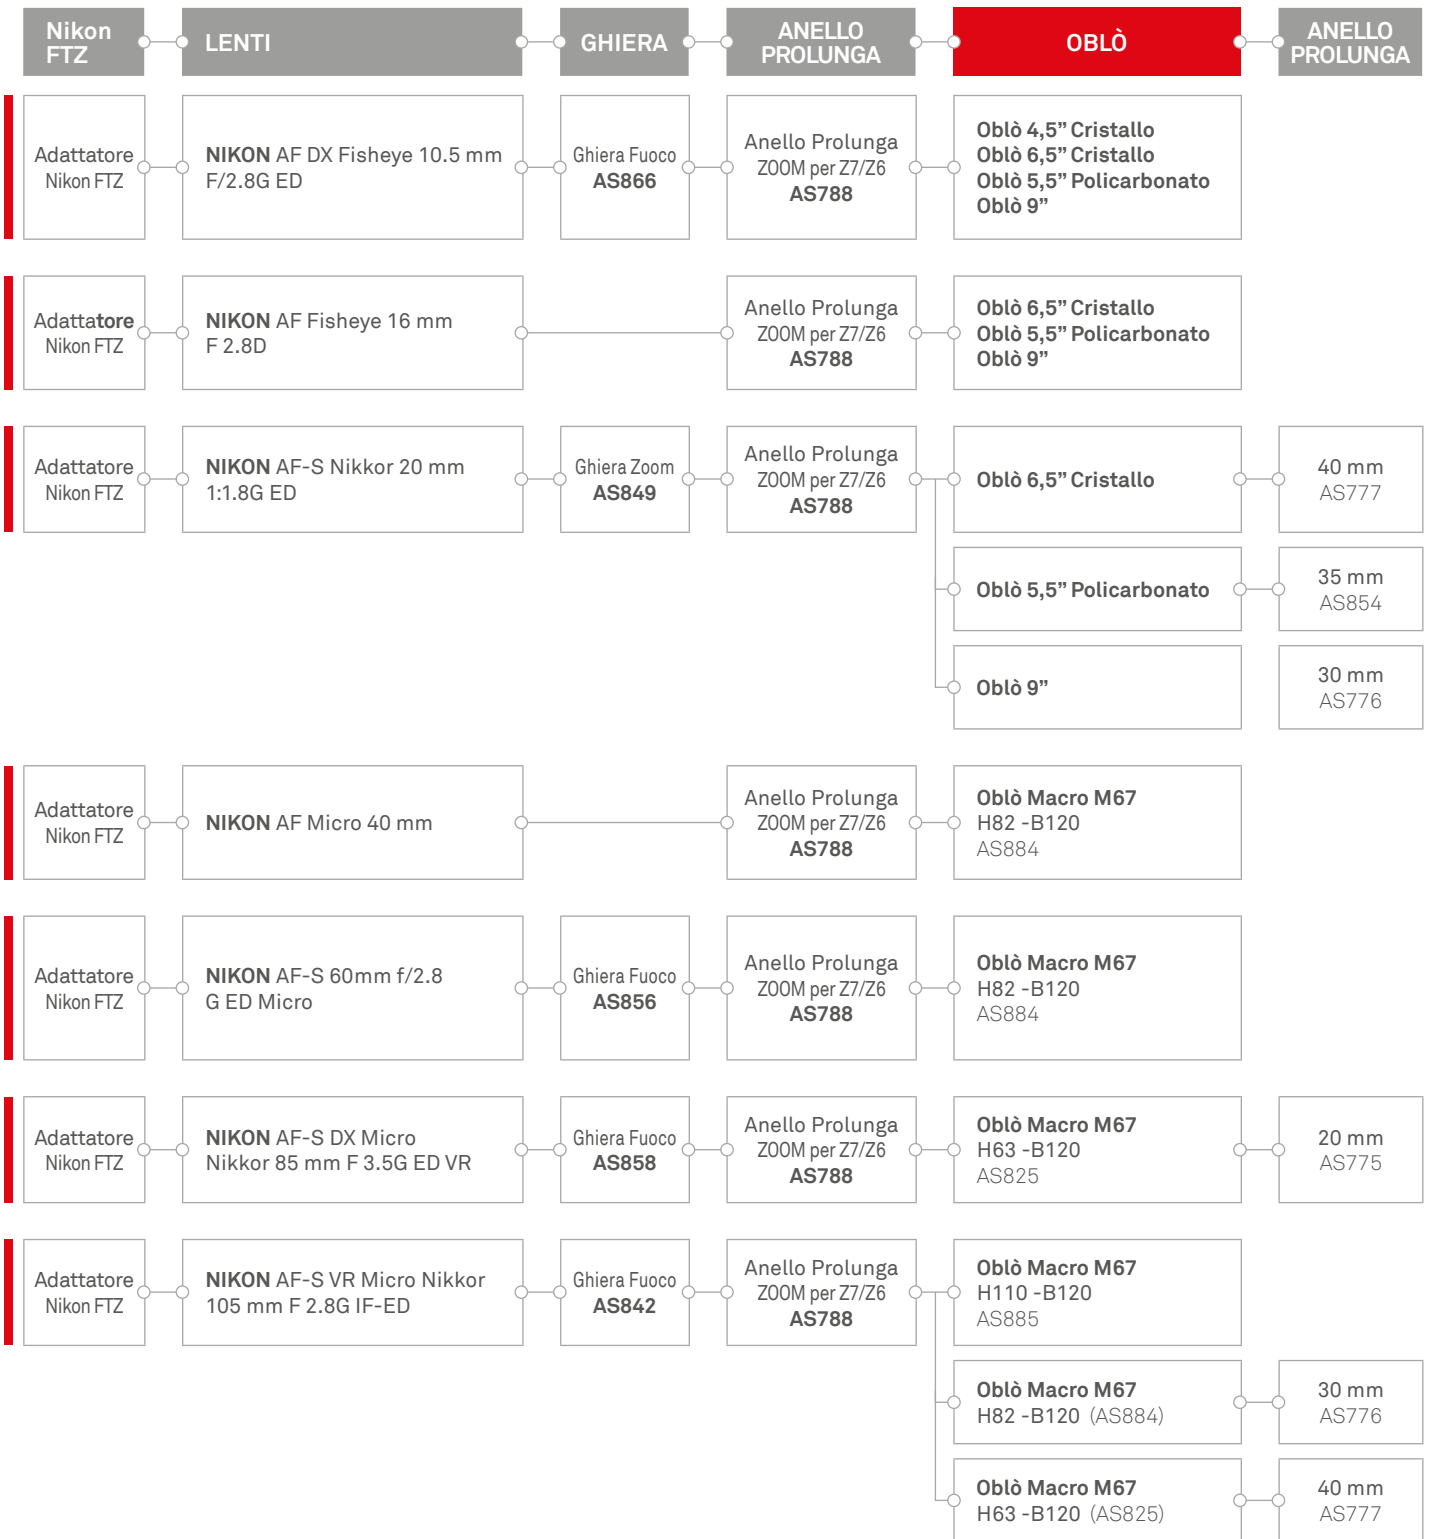 Nikon
FTZ
LENTI
GHIERA
ANELLO
PROLUNGA
OBLÒ
ANELLO
PROLUNGA
Adattatore
Nikon FTZ
NIKON AF DX Fisheye 10.5 mm
F/2.8G ED
Ghiera Fuoco
AS866
Anello Prolunga
ZOOM per Z7/Z6
AS788
Oblò 4,5” Cristallo
Oblò 6,5” Cristallo
Oblò 5,5” Policarbonato
Oblò 9”
Adattatore
Nikon FTZ
NIKON AF Fisheye 16 mm
F 2.8D
Anello Prolunga
ZOOM per Z7/Z6
AS788
Oblò 6,5” Cristallo
Oblò 5,5” Policarbonato
Oblò 9”
Adattatore
Nikon FTZ
NIKON AF-S Nikkor 20 mm
1:1.8G ED
Ghiera Zoom
AS849
Anello Prolunga
ZOOM per Z7/Z6
AS788
Oblò 6,5” Cristallo
40 mm
AS777
Oblò 5,5” Policarbonato
35 mm
AS854
Oblò 9”
30 mm
AS776
Adattatore
Nikon FTZ
NIKON AF Micro 40 mm
Anello Prolunga
ZOOM per Z7/Z6
AS788
Oblò Macro M67
H82 -B120
AS884
Adattatore
Nikon FTZ
NIKON AF-S 60mm f/2.8
G ED Micro
Ghiera Fuoco
AS856
Anello Prolunga
ZOOM per Z7/Z6
AS788
Oblò Macro M67
H82 -B120
AS884
Adattatore
Nikon FTZ
NIKON AF-S DX Micro
Nikkor 85 mm F 3.5G ED VR
Ghiera Fuoco
AS858
Anello Prolunga
ZOOM per Z7/Z6
AS788
Oblò Macro M67
H63 -B120
AS825
20 mm
AS775
Adattatore
Nikon FTZ
NIKON AF-S VR Micro Nikkor
105 mm F 2.8G IF-ED
Ghiera Fuoco
AS842
Anello Prolunga
ZOOM per Z7/Z6
AS788
Oblò Macro M67
H110 -B120
AS885
Oblò Macro M67
H82 -B120 (AS884)
30 mm
AS776
Oblò Macro M67
H63 -B120 (AS825)
40 mm
AS777